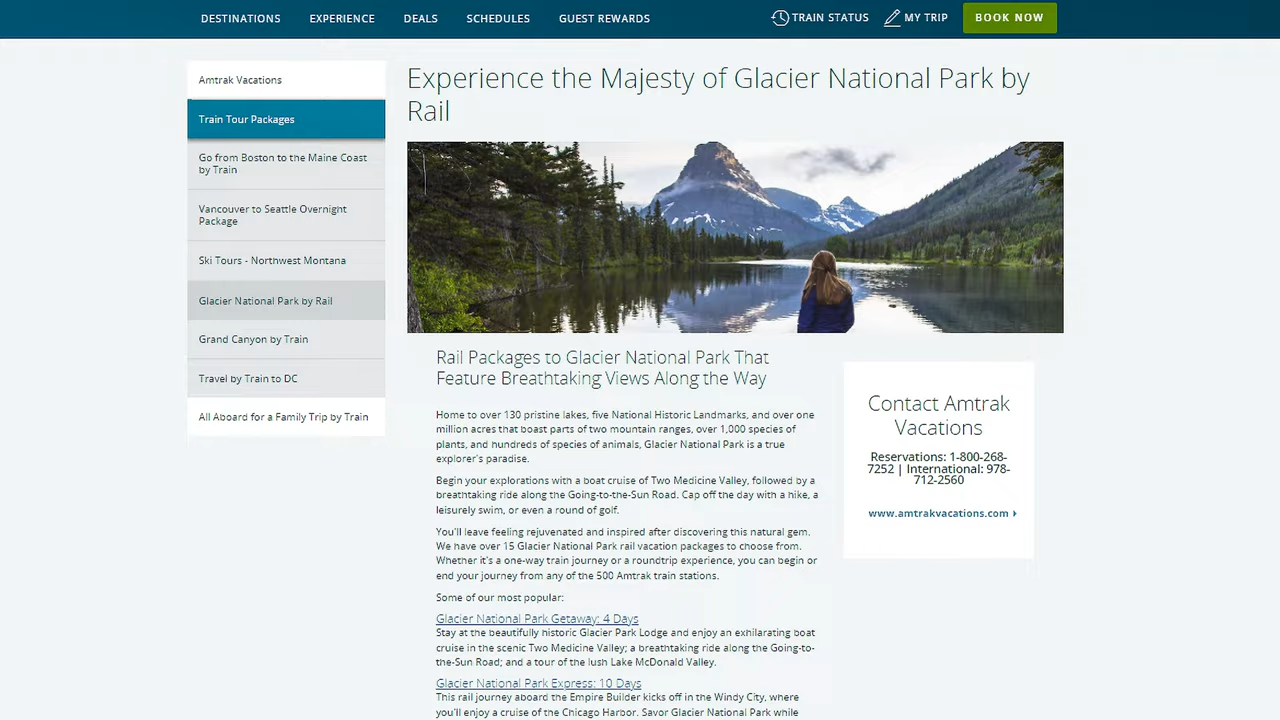 DESTINATIONS EXPERIENCE DEALS SCHEDULES GUEST REWARDS TRAIN STATUS MY TRIP BOOK NOW
Amtrak Vacations
Train Tour Packages
Go from Boston to the Maine Coast
by Train
Vancouver to Seattle Overnight
Package
Ski Tours - Northwest Montana
Glacier National Park by Rail
Grand Canyon by Train
Travel by Train to DC
All Aboard for a Family Trip by Train
Experience the Majesty of Glacier National Park by
Rail
Rail Packages to Glacier National Park That
Feature Breathtaking Views Along the Way
Home to over 130 pristine lakes, five National Historic Landmarks, and over one
million acres that boast parts of two mountain ranges, over 1,000 species of
plants, and hundreds of species of animals, Glacier National Park is a true
explorer's paradise.
Begin your explorations with a boat cruise of Two Medicine Valley, followed by a
breathtaking ride along the Going-to-the-Sun Road. Cap off the day with a hike, a
leisurely swim, or even a round of golf.
You'll leave feeling rejuvenated and inspired after discovering this natural gem.
We have over 15 Glacier National Park rail vacation packages to choose from.
Whether it's a one-way train journey or a roundtrip experience, you can begin or
end your journey from any of the 500 Amtrak train stations.
Some of our most popular:
Glacier National Park Getaway: 4 Days
Stay at the beautifully historic Glacier Park Lodge and enjoy an exhilarating boat
cruise in the scenic Two Medicine Valley; a breathtaking ride along the Going-to-
the-Sun Road; and a tour of the lush Lake McDonald Valley.
Glacier National Park Express: 10 Days
This rail journey aboard the Empire Builder kicks off in the Windy City, where
you'll enjoy a cruise of the Chicago Harbor. Savor Glacier National Park while
Contact Amtrak
Vacations
Reservations: 1-800-268-
7252 | International: 978-
712-2560
www.amtrakvacations.com